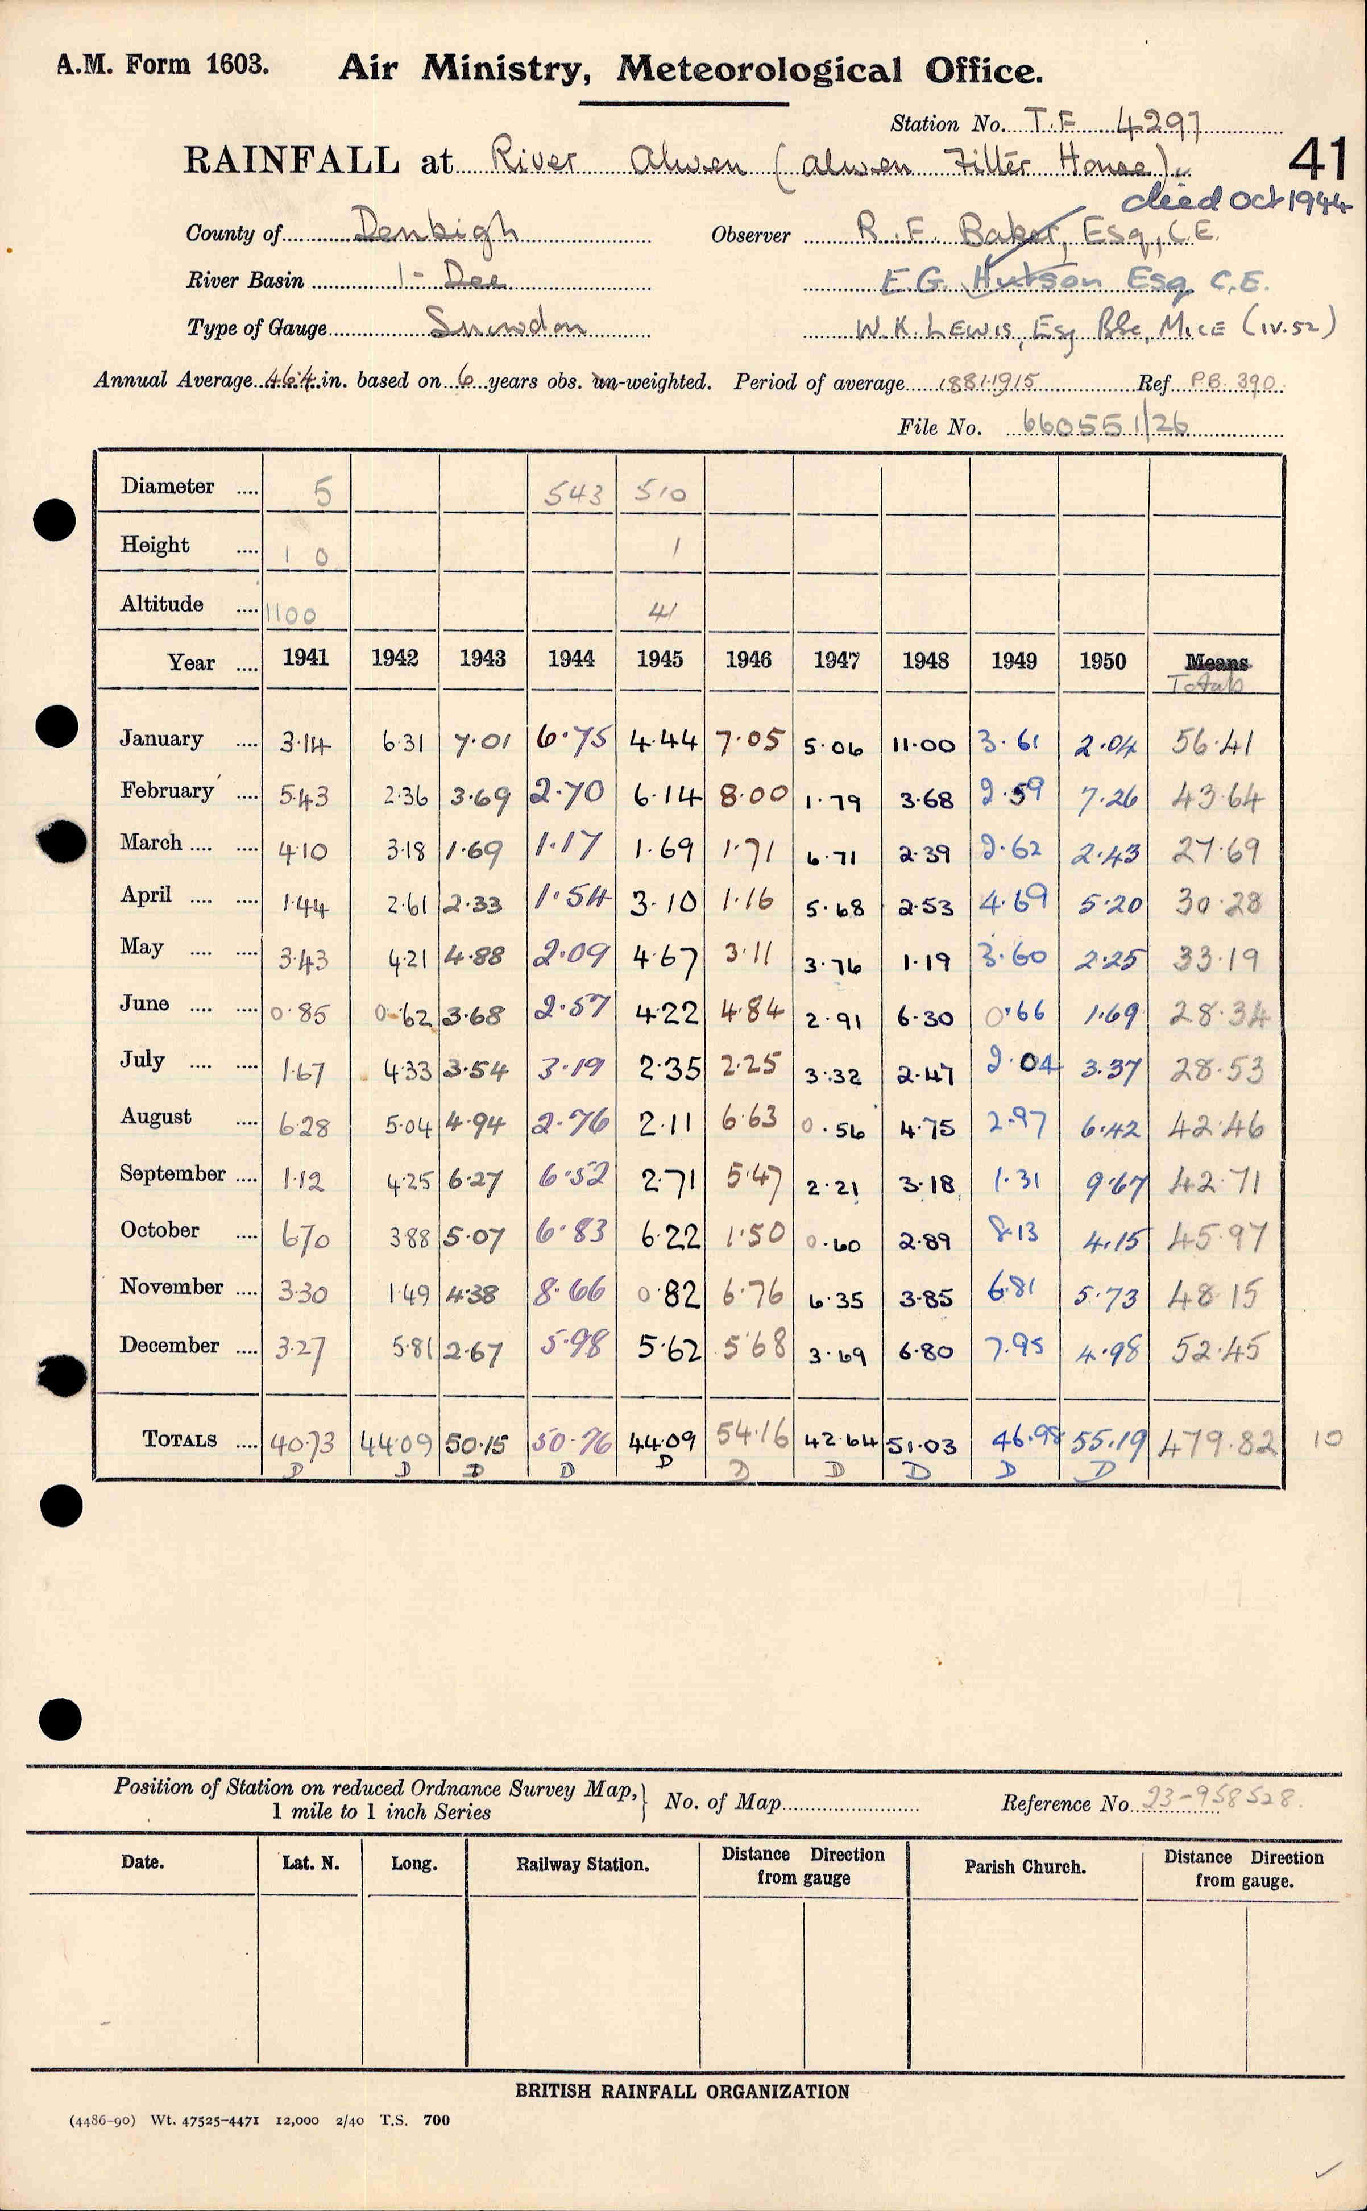 A.M. Form 1603. Air Ministry, Meteorological Office.
Station No. T.F 4297
RAINFALL at River Alwen (Alwen Filter House). 41
died Oct 1944
County of Denbigh Observer R. F. Baker, Esq., C.E.
River Basin 1- Dee E G. Hutson Esq C.E.
Type of Gauge Snowdon W.K. LEWIS, Esq BSc, MICE (IV.52)
Annual Average 46.4 in. based on 6 years obs. un-weighted. Period of average 1881-1915 Ref. P.B. 390
File No. 660551/26
Diameter .... 5 543 510
Height .... 1 0 1
Altitude .... 1100 41
Year .... 1941 1942 1943 1944 1945 1946 1947 1948 1949 1950 Means
Totals
January .... 3.14 6.31 7.01 6.75 4.44 7.05 5.06 11.00 3.61 2.04 56.41
February .... 5.43 2.36 3.69 2.70 6.14 8.00 1.79 3.68 2.59 7.26 43.64
March .... .... 4.10 3.18 1.69 1.17 1.69 1.71 6.71 2.39 2.62 2.43 27.69
April .... .... 1.44 2.61 2.33 1.54 3.10 1.16 5.68 2.53 4.69 5.20 30.28
May .... .... 3.43 4.21 4.88 2.09 4.67 3.11 3.76 1.19 3.60 2.25 33.19
June .... .... 0.85 0.62 3.68 2.57 4.22 4.84 2.91 6.30 0.66 1.69 28.34
July .... .... 1.67 4.33 3.54 3.19 2.35 2.25 3.32 2.47 2.04 3.37 28.53
August .... 6.28 5.04 4.94 2.76 2.11 6.63 0.56 4.75 2.97 6.42 42.46
September .... 1.12 4.25 6.27 6.52 2.71 5.47 2.21 3.18 1.31 9.67 42.71
October .... 6.70 3.88 5.07 6.83 6.22 1.50 0.60 2.89 8.13 4.15 45.97
November .... 3.30 1.49 4.38 8.66 0.82 6.76 6.35 3.85 6.81 5.73 48.15
December .... 3.27 5.81 2.67 5.98 5.62 5.68 3.69 6.80 7.95 4.98 52.45
TOTALS .... 40.73 44.09 50.15 50.76 44.09 54.16 42.64 51.03 46.98 55.19 479.82 10
D D D D D D D D D D
Position of Station on reduced Ordnance Survey Map, } No. of Map Reference No. 23-958528.
1 mile to 1 inch Series
Date. Lat. N. Long. Railway Station. Distance Direction from gauge Parish Church. Distance Direction from gauge.
BRITISH RAINFALL ORGANIZATION
(4486-90) Wt. 47525-4471 12,000 2/40 T.S. 700